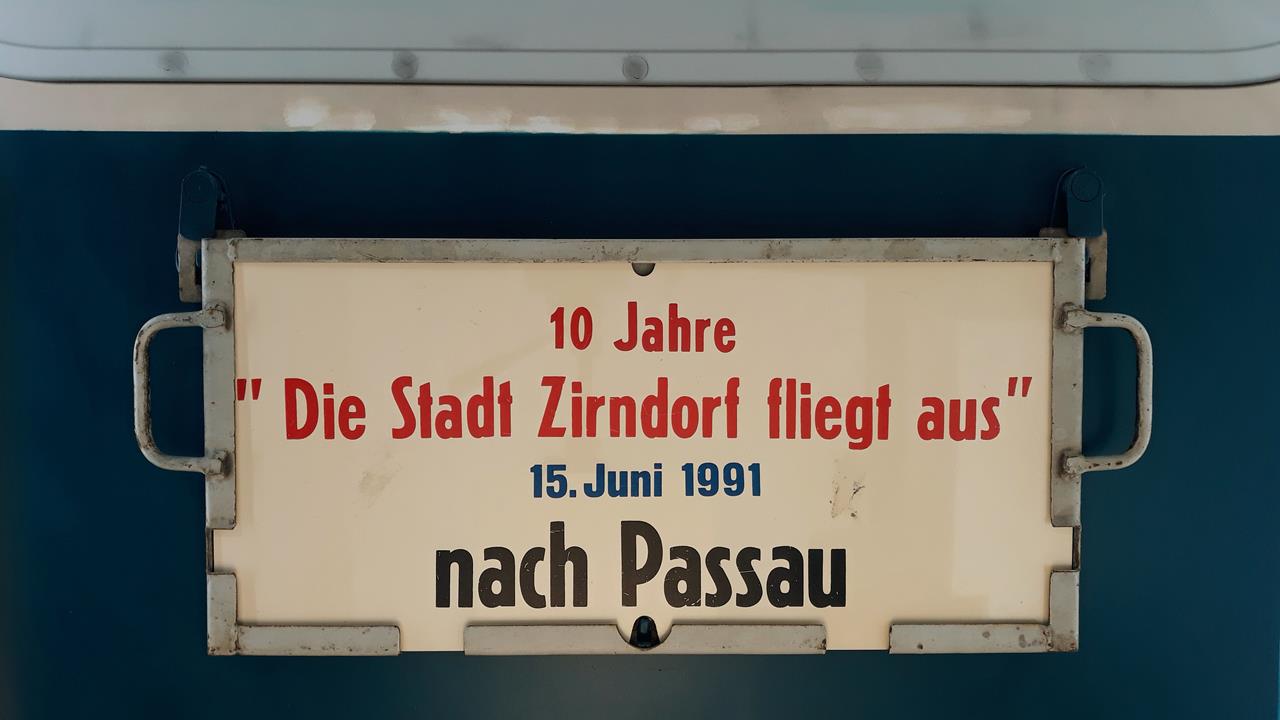 10 Jahre
" Die Stadt Zirndorf fliegt aus"
15. Juni 1991
nach Passau